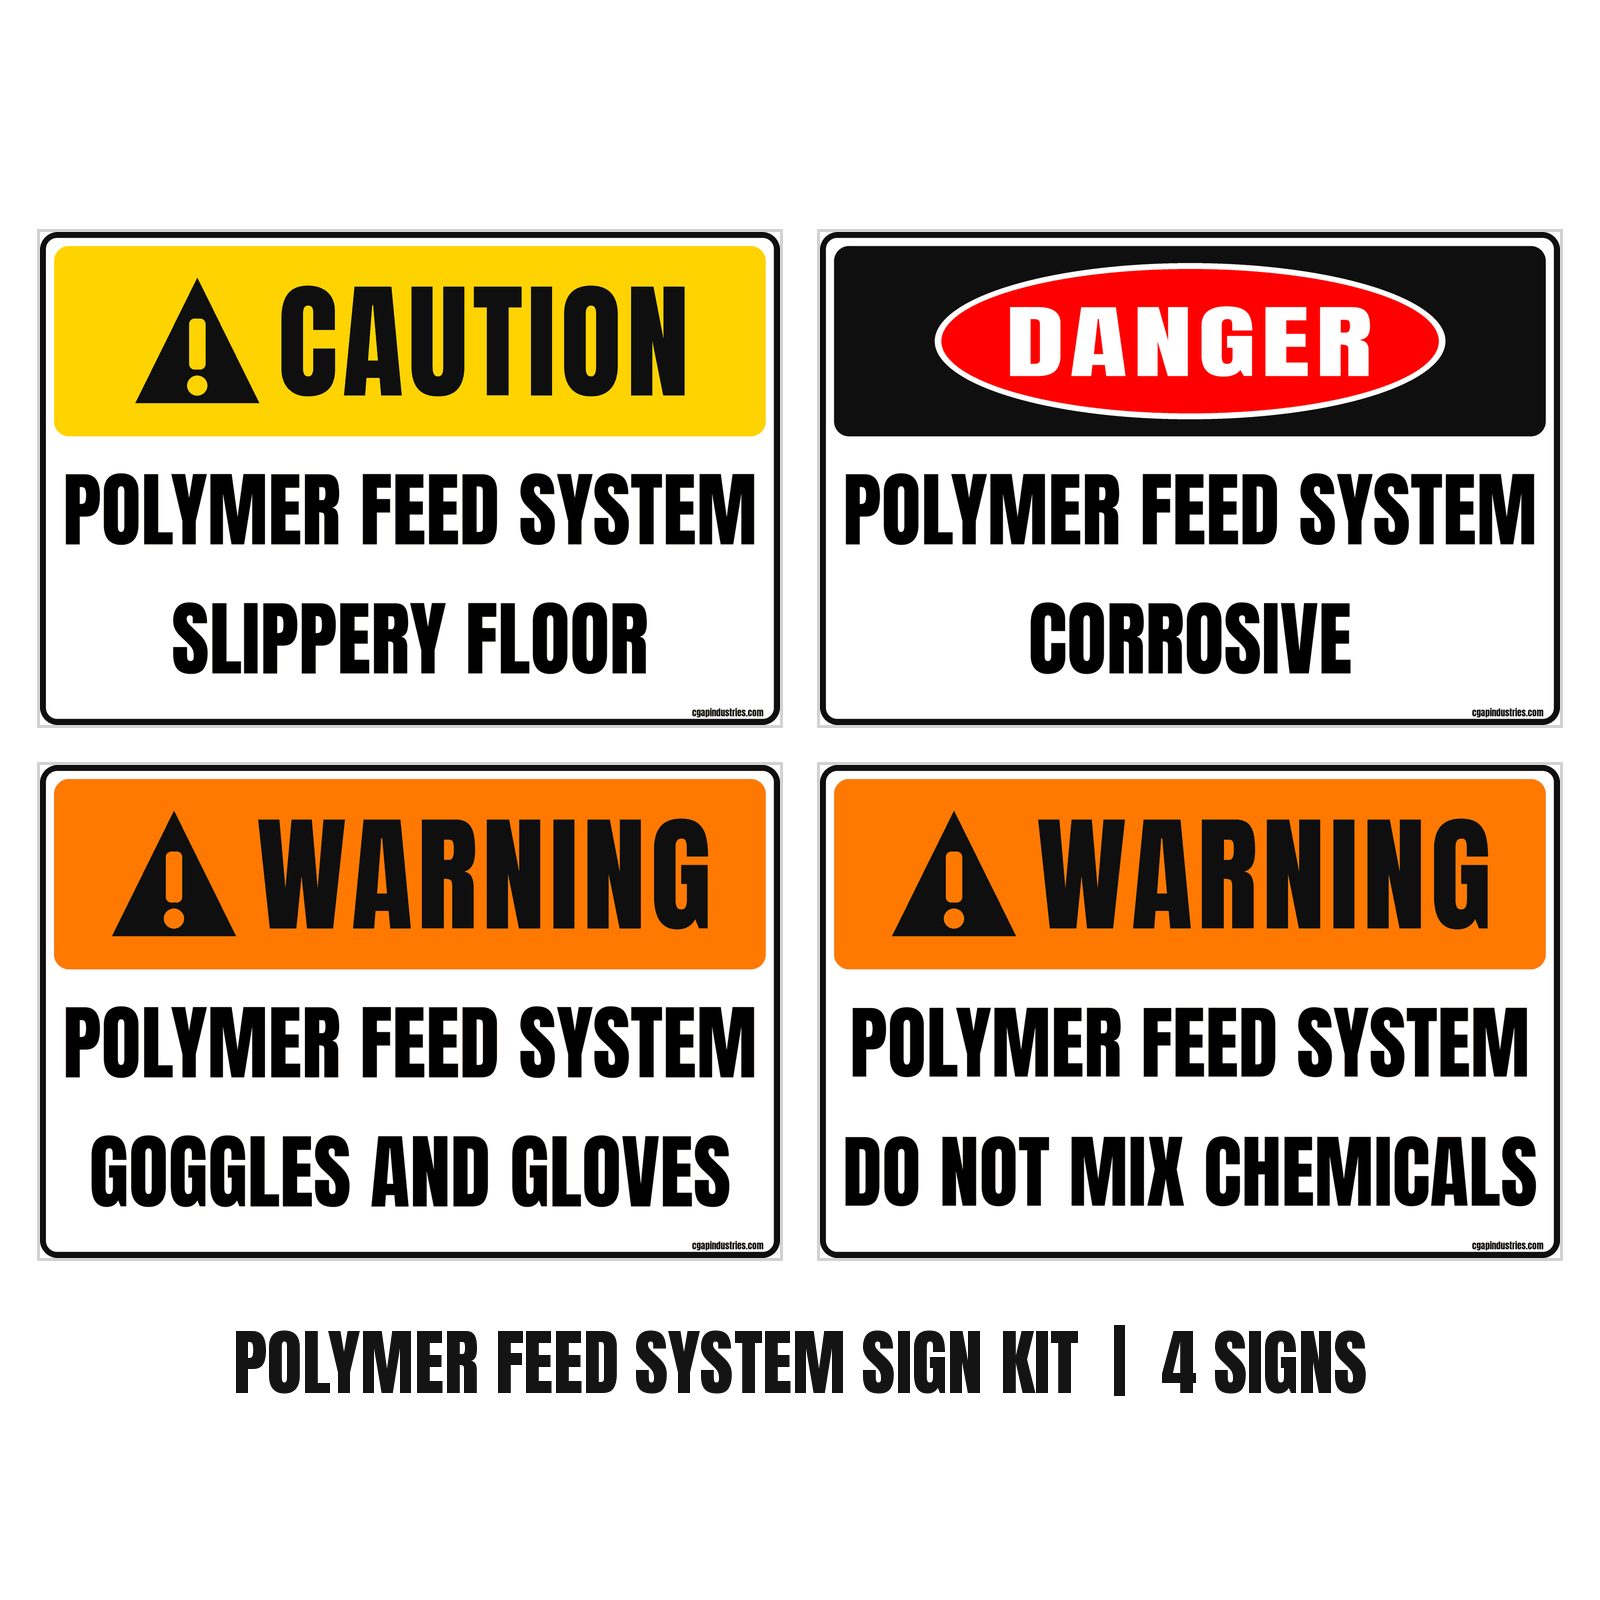 CAUTION
POLYMER FEED SYSTEM
SLIPPERY FLOOR
cgapindustries.com
DANGER
POLYMER FEED SYSTEM
CORROSIVE
cgapindustries.com
WARNING
POLYMER FEED SYSTEM
GOGGLES AND GLOVES
cgapindustries.com
WARNING
POLYMER FEED SYSTEM
DO NOT MIX CHEMICALS
cgapindustries.com
POLYMER FEED SYSTEM SIGN KIT | 4 SIGNS